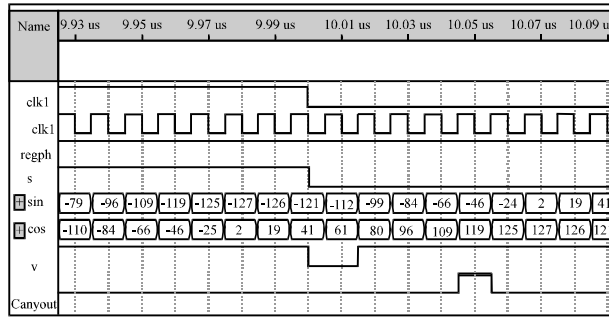 Name 9.93 us 9.95 us 9.97 us 9.99 us 10.01 us 10.03 us 10.05 us 10.07 us 10.09 u
clk1
clk1
regph
s
sin -79 -96 -109 -119 -125 -127 -126 -121 -112 -99 -84 -66 -46 -24 2 19 41
cos -110 -84 -66 -46 -25 2 19 41 61 80 96 109 119 125 127 126 12
v
Canyout